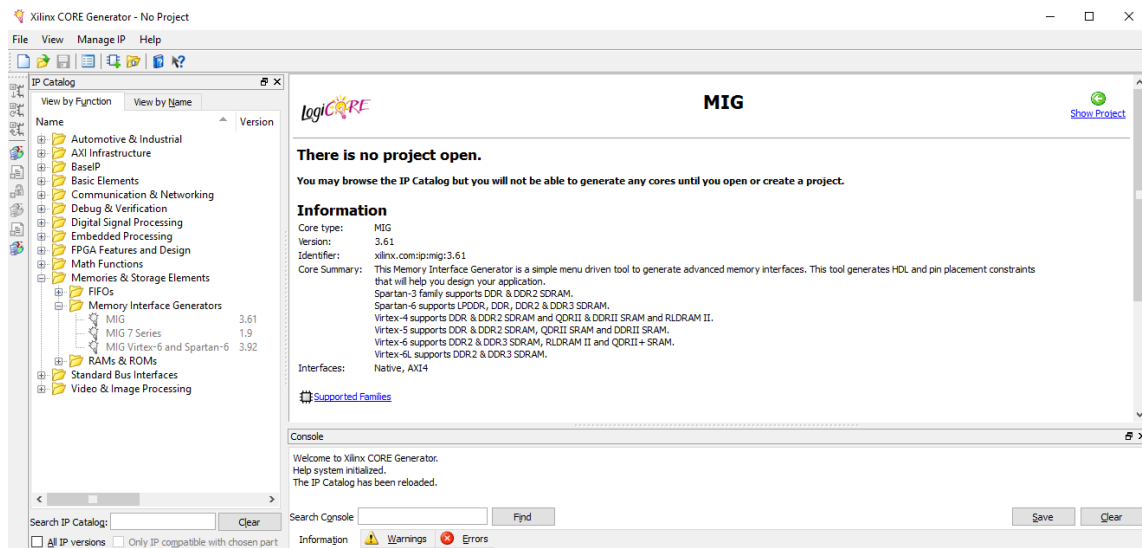 Xilinx CORE Generator - No Project
File View Manage IP Help
IP Catalog
View by Function View by Name
Name Version
Automotive & Industrial
AXI Infrastructure
BaseIP
Basic Elements
Communication & Networking
Debug & Verification
Digital Signal Processing
Embedded Processing
FPGA Features and Design
Math Functions
Memories & Storage Elements
FIFOs
Memory Interface Generators
MIG 3.61
MIG 7 Series 1.9
MIG Virtex-6 and Spartan-6 3.92
RAMs & ROMs
Standard Bus Interfaces
Video & Image Processing
Search IP Catalog: Clear
All IP versions Only IP compatible with chosen part
logiCORE
MIG
Show Project
There is no project open.
You may browse the IP Catalog but you will not be able to generate any cores until you open or create a project.
Information
Core type: MIG
Version: 3.61
Identifier: xilinx.com:ip:mig:3.61
Core Summary: This Memory Interface Generator is a simple menu driven tool to generate advanced memory interfaces. This tool generates HDL and pin placement constraints
that will help you design your application.
Spartan-3 family supports DDR & DDR2 SDRAM.
Spartan-6 supports LPDDR, DDR, DDR2 & DDR3 SDRAM.
Virtex-4 supports DDR & DDR2 SDRAM and QDRII & DDRII SRAM and RLDRAM II.
Virtex-5 supports DDR & DDR2 SDRAM, QDRII SRAM and DDRII SRAM.
Virtex-6 supports DDR2 & DDR3 SDRAM, RLDRAM II and QDRII+ SRAM.
Virtex-6L supports DDR2 & DDR3 SDRAM.
Interfaces: Native, AXI4
Supported Families
Console
Welcome to Xilinx CORE Generator.
Help system initialized.
The IP Catalog has been reloaded.
Search Console Find Save Clear
Information Warnings Errors